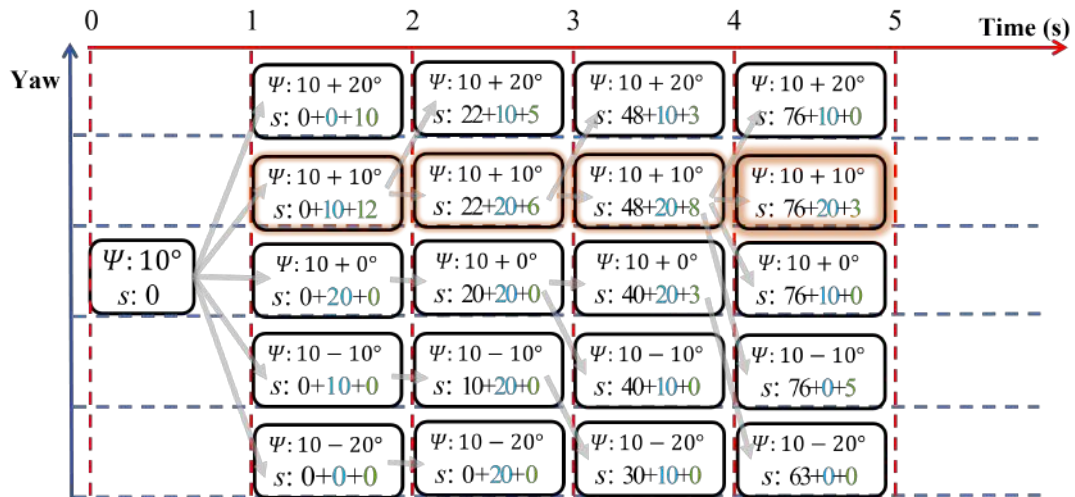 0 1 2 3 4 5 Time (s)
Yaw
Ψ: 10 + 20° Ψ: 10 + 20° Ψ: 10 + 20° Ψ: 10 + 20°
s: 0+0+10 s: 22+10+5 s: 48+10+3 s: 76+10+0
Ψ: 10 + 10° Ψ: 10 + 10° Ψ: 10 + 10° Ψ: 10 + 10°
s: 0+10+12 s: 22+20+6 s: 48+20+8 s: 76+20+3
Ψ: 10° Ψ: 10 + 0° Ψ: 10 + 0° Ψ: 10 + 0° Ψ: 10 + 0°
s: 0 s: 0+20+0 s: 20+20+0 s: 40+20+3 s: 76+10+0
Ψ: 10 − 10° Ψ: 10 − 10° Ψ: 10 − 10° Ψ: 10 − 10°
s: 0+10+0 s: 10+20+0 s: 40+10+0 s: 76+0+5
Ψ: 10 − 20° Ψ: 10 − 20° Ψ: 10 − 20° Ψ: 10 − 20°
s: 0+0+0 s: 0+20+0 s: 30+10+0 s: 63+0+0